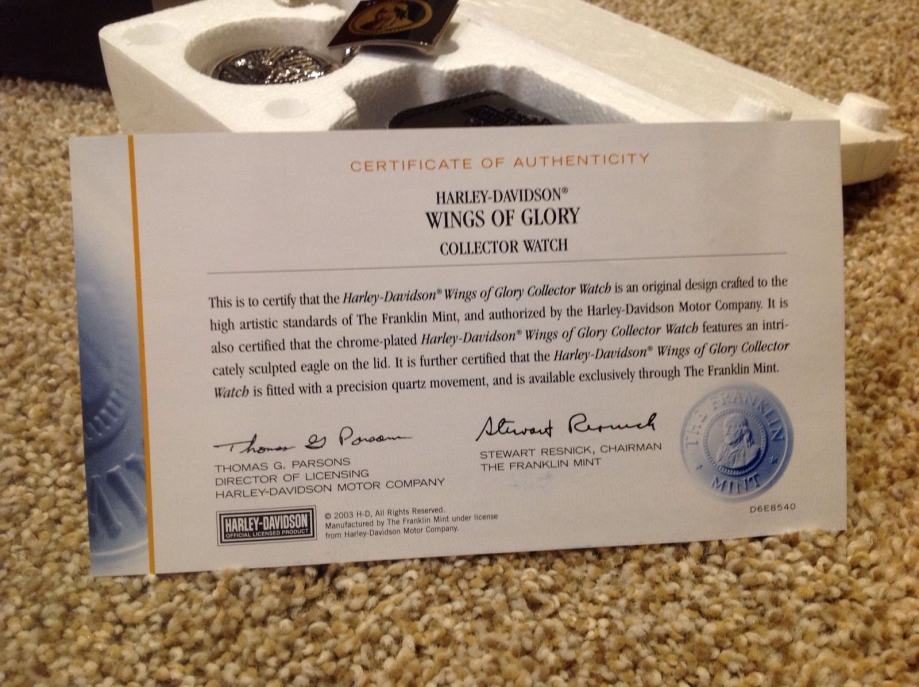 CERTIFICATE OF AUTHENTICITY
HARLEY-DAVIDSON®
WINGS OF GLORY
COLLECTOR WATCH
This is to certify that the Harley-Davidson® Wings of Glory Collector Watch is an original design crafted to the
high artistic standards of The Franklin Mint, and authorized by the Harley-Davidson Motor Company. It is
also certified that the chrome-plated Harley-Davidson® Wings of Glory Collector Watch features an intri-
cately sculpted eagle on the lid. It is further certified that the Harley-Davidson® Wings of Glory Collector
Watch is fitted with a precision quartz movement, and is available exclusively through The Franklin Mint.
Thomas G Parsons
THOMAS G. PARSONS
DIRECTOR OF LICENSING
HARLEY-DAVIDSON MOTOR COMPANY
Stewart Resnick
STEWART RESNICK, CHAIRMAN
THE FRANKLIN MINT
THE FRANKLIN
MINT
D6E8540
HARLEY-DAVIDSON
OFFICIAL LICENSED PRODUCT
© 2003 H-D, All Rights Reserved.
Manufactured by The Franklin Mint under license
from Harley-Davidson Motor Company.